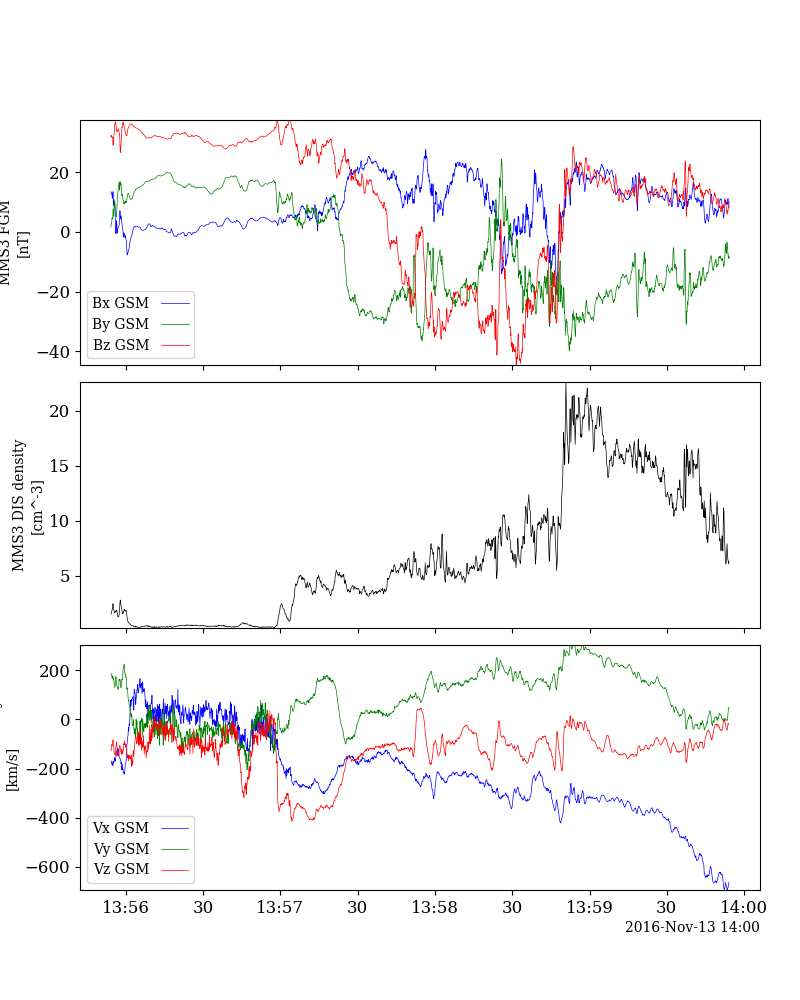 MMS3 FGM
[nT]
20
0
−20
−40
Bx GSM
By GSM
Bz GSM
MMS3 DIS density
[cm^-3]
20
15
10
5
[km/s]
200
0
−200
−400
−600
Vx GSM
Vy GSM
Vz GSM
13:56
30
13:57
30
13:58
30
13:59
30
14:00
2016-Nov-13 14:00